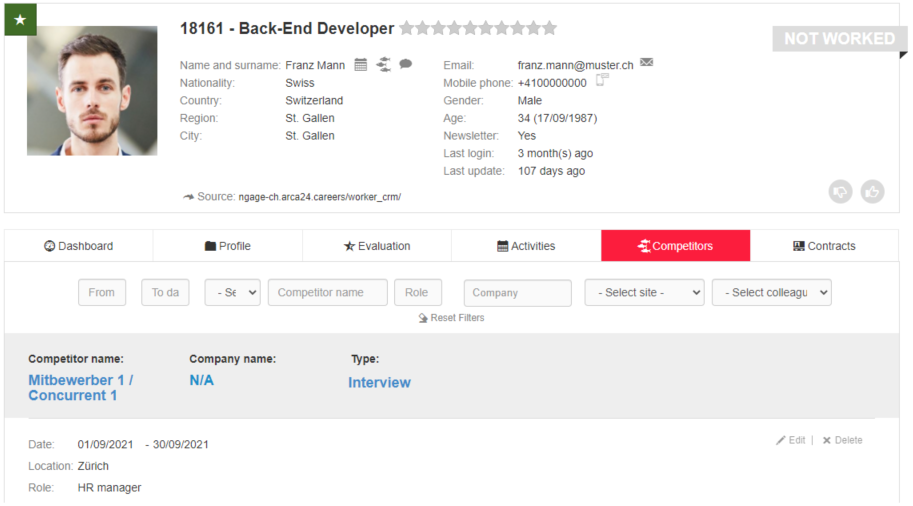 18161 - Back-End Developer
NOT WORKED
Name and surname: Franz Mann
Email: franz.mann@muster.ch
Nationality: Swiss
Mobile phone: +4100000000
Country: Switzerland
Gender: Male
Region: St. Gallen
Age: 34 (17/09/1987)
City: St. Gallen
Newsletter: Yes
Last login: 3 month(s) ago
Last update: 107 days ago
Source: ngage-ch.arca24.careers/worker_crm/
Dashboard Profile Evaluation Activities Competitors Contracts
From To da - Se Competitor name Role Company - Select site - - Select colleagu
Reset Filters
Competitor name: Company name: Type:
Mitbewerber 1 / N/A Interview
Concurrent 1
Date: 01/09/2021 - 30/09/2021
Edit | Delete
Location: Zürich
Role: HR manager